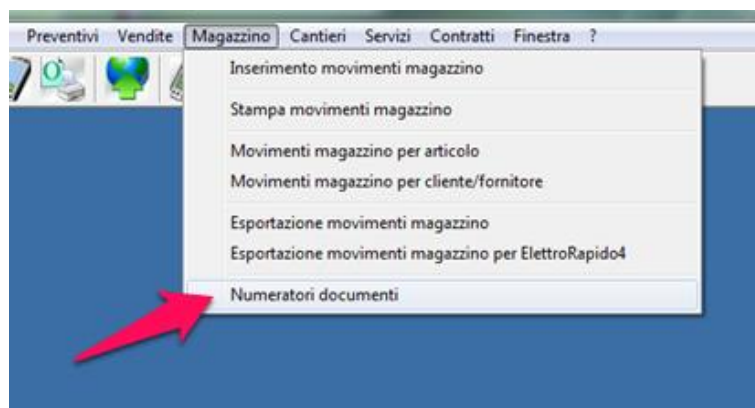 Preventivi Vendite Magazzino Cantieri Servizi Contratti Finestra ?
Inserimento movimenti magazzino
Stampa movimenti magazzino
Movimenti magazzino per articolo
Movimenti magazzino per cliente/fornitore
Esportazione movimenti magazzino
Esportazione movimenti magazzino per ElettroRapido4
Numeratori documenti